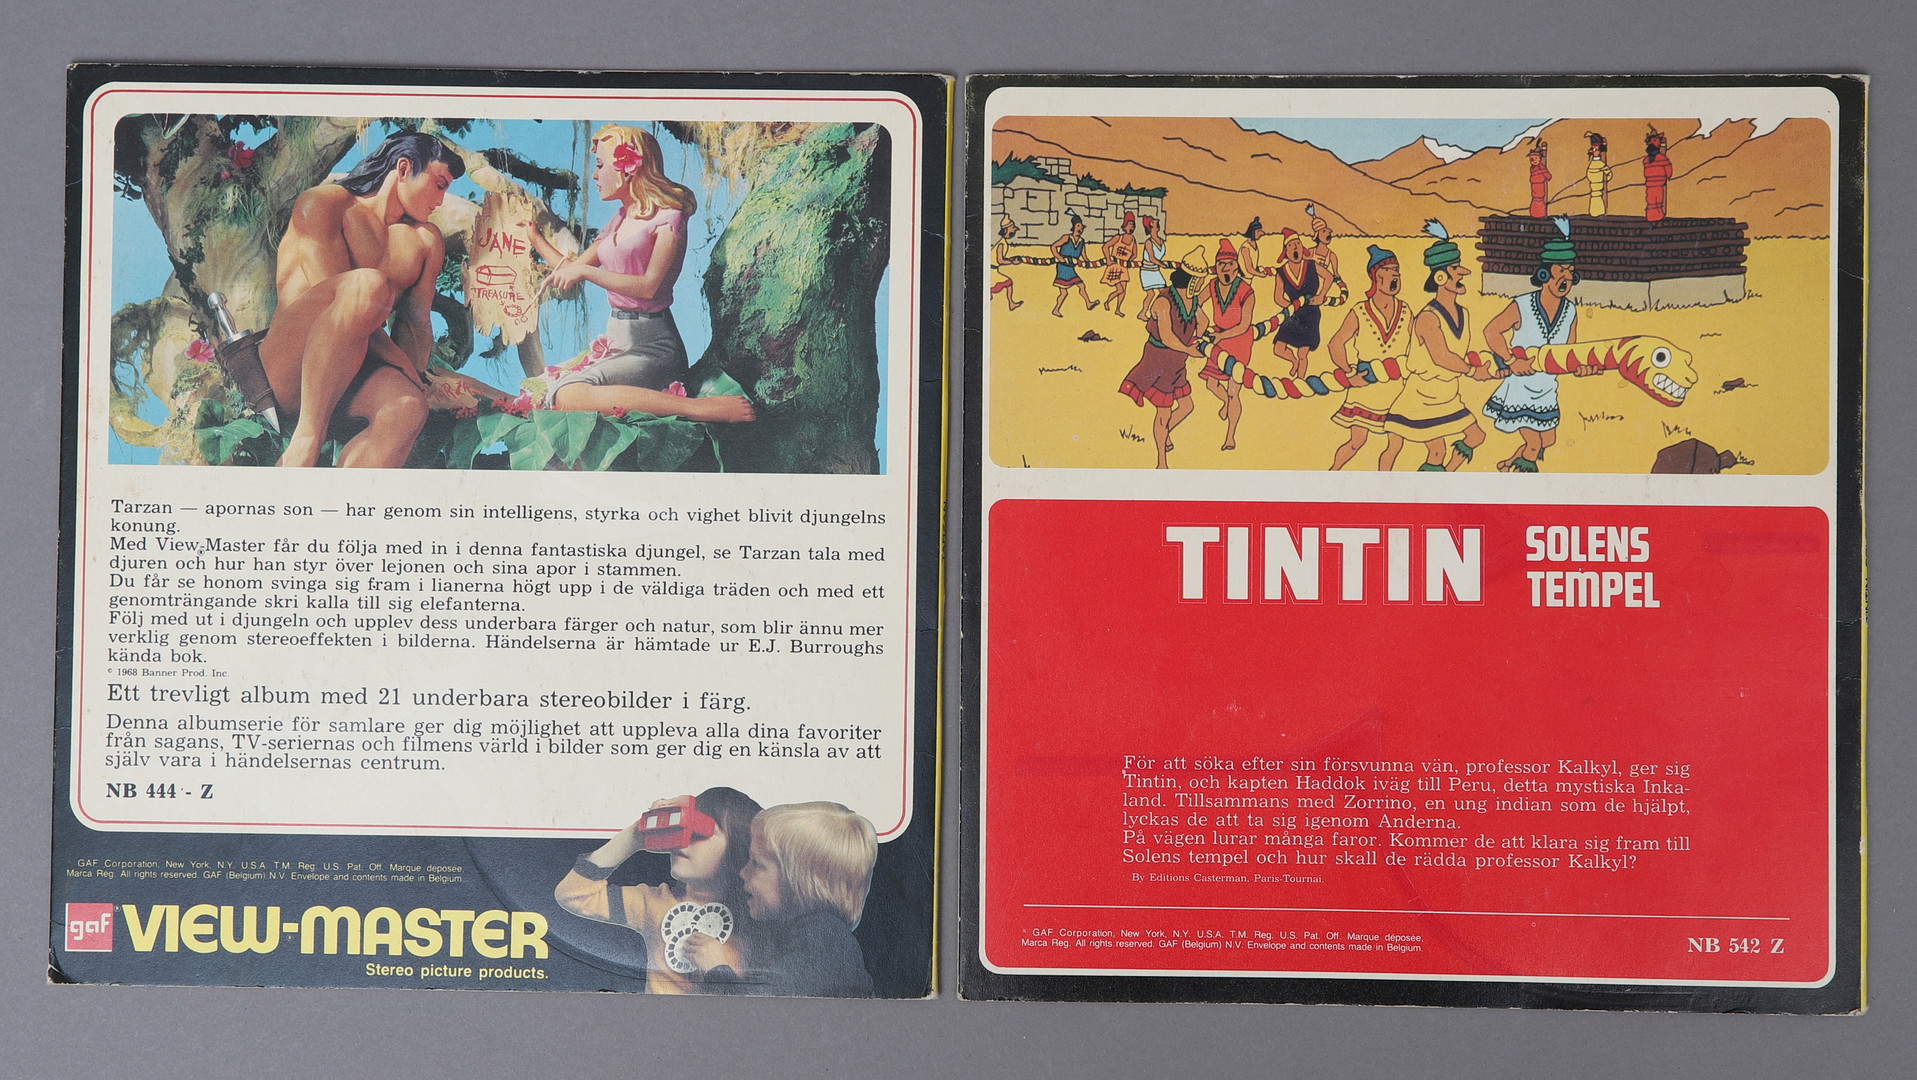 JANE
TREASURE
Tarzan — apornas son — har genom sin intelligens, styrka och vighet blivit djungelns
konung.
Med View-Master får du följa med in i denna fantastiska djungel, se Tarzan tala med
djuren och hur han styr över lejonen och sina apor i stammen.
Du får se honom svinga sig fram i lianerna högt upp i de väldiga träden och med ett
genomträngande skri kalla till sig elefanterna.
Följ med ut i djungeln och upplev dess underbara färger och natur, som blir ännu mer
verklig genom stereoeffekten i bilderna. Händelserna är hämtade ur E.J. Burroughs
kända bok.
© 1968 Banner Prod. Inc.
Ett trevligt album med 21 underbara stereobilder i färg.
Denna albumserie för samlare ger dig möjlighet att uppleva alla dina favoriter
från sagans, TV-seriernas och filmens värld i bilder som ger dig en känsla av att
själv vara i händelsernas centrum.
NB 444 - Z
GAF Corporation, New York, N.Y. U.S.A. T.M. Reg. U.S. Pat. Off. Marque déposée,
Marca Reg. All rights reserved. GAF (Belgium) N.V. Envelope and contents made in Belgium.
gaf VIEW-MASTER
Stereo picture products.
TINTIN SOLENS
TEMPEL
För att söka efter sin försvunna vän, professor Kalkyl, ger sig
Tintin, och kapten Haddok iväg till Peru, detta mystiska Inka-
land. Tillsammans med Zorrino, en ung indian som de hjälpt,
lyckas de att ta sig igenom Anderna.
På vägen lurar många faror. Kommer de att klara sig fram till
Solens tempel och hur skall de rädda professor Kalkyl?
By Editions Casterman, Paris-Tournai.
GAF Corporation, New York, N.Y. U.S.A. T.M. Reg. U.S. Pat. Off. Marque déposée,
Marca Reg. All rights reserved. GAF (Belgium) N.V. Envelope and contents made in Belgium.
NB 542 Z